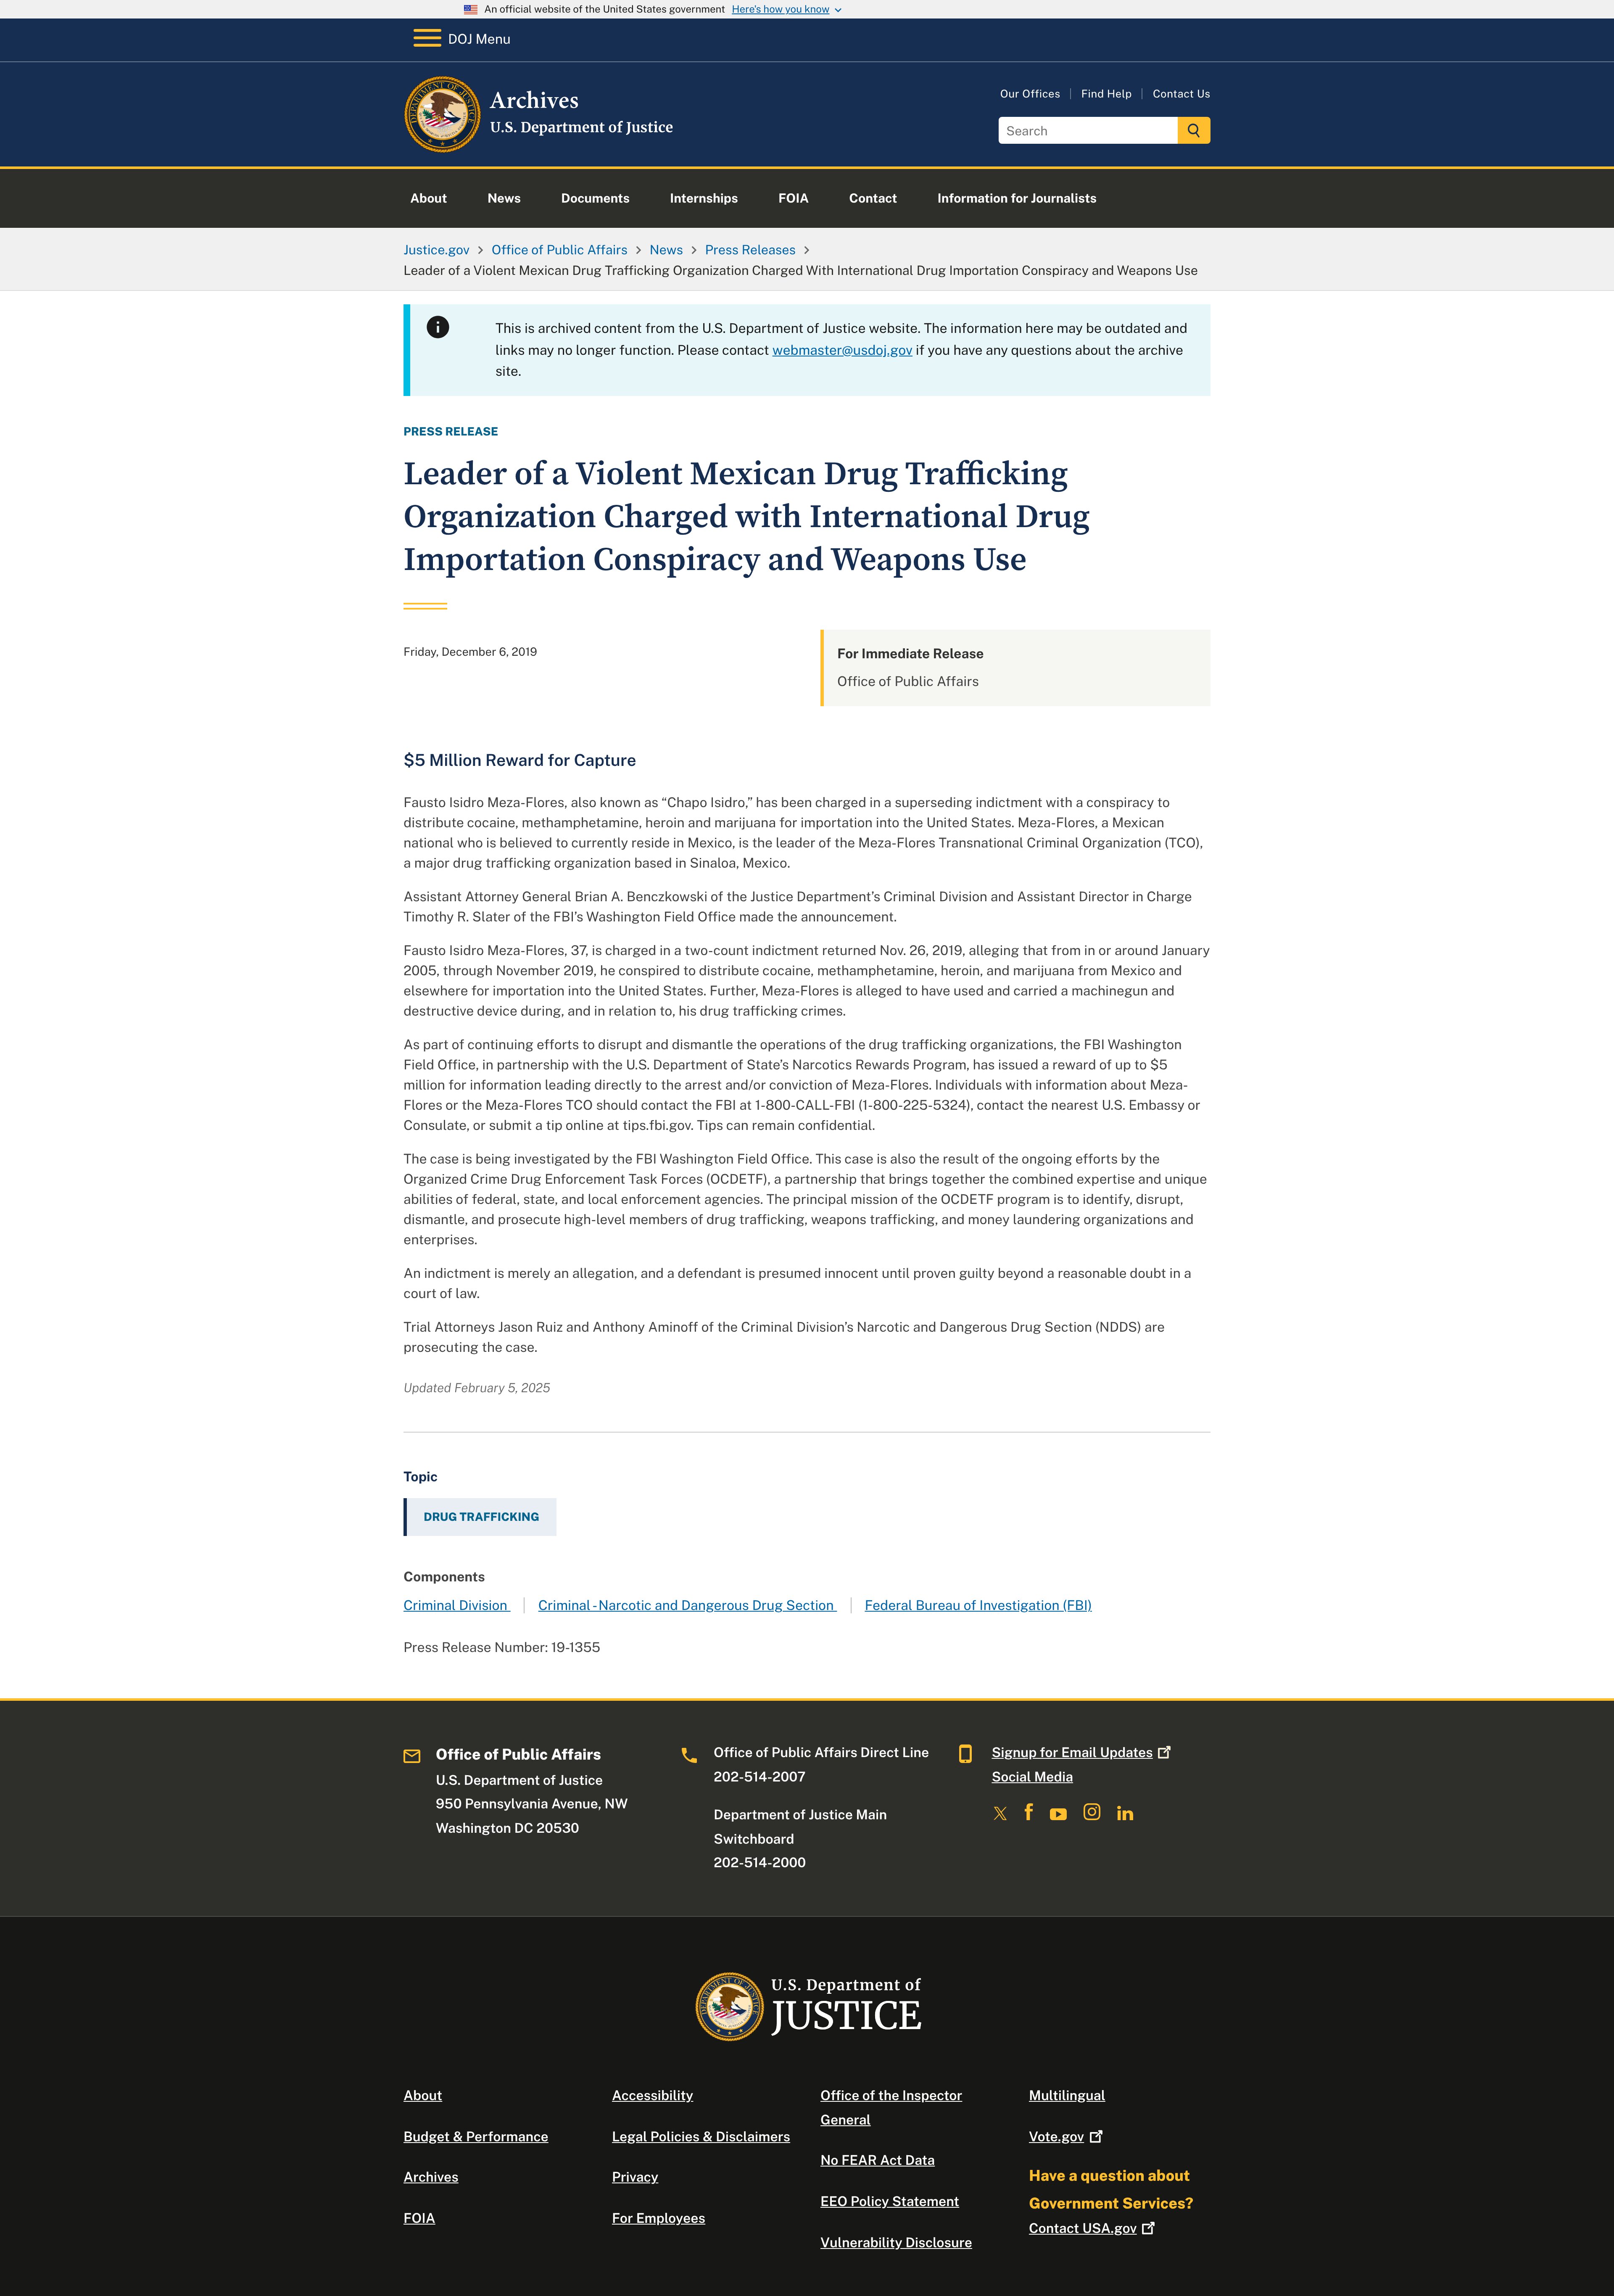 An official website of the United States government Here's how you know
DOJ Menu
Archives
U.S. Department of Justice
Our Offices
Find Help
Contact Us
Search
About
News
Documents
Internships
FOIA
Contact
Information for Journalists
Justice.gov
Office of Public Affairs
News
Press Releases
Leader of a Violent Mexican Drug Trafficking Organization Charged With International Drug Importation Conspiracy and Weapons Use
This is archived content from the U.S. Department of Justice website. The information here may be outdated and
links may no longer function. Please contact webmaster@usdoj.gov if you have any questions about the archive
site.
PRESS RELEASE
Leader of a Violent Mexican Drug Trafficking
Organization Charged with International Drug
Importation Conspiracy and Weapons Use
Friday, December 6, 2019
For Immediate Release
Office of Public Affairs
$5 Million Reward for Capture
Fausto Isidro Meza-Flores, also known as “Chapo Isidro,” has been charged in a superseding indictment with a conspiracy to
distribute cocaine, methamphetamine, heroin and marijuana for importation into the United States. Meza-Flores, a Mexican
national who is believed to currently reside in Mexico, is the leader of the Meza-Flores Transnational Criminal Organization (TCO),
a major drug trafficking organization based in Sinaloa, Mexico.
Assistant Attorney General Brian A. Benczkowski of the Justice Department’s Criminal Division and Assistant Director in Charge
Timothy R. Slater of the FBI’s Washington Field Office made the announcement.
Fausto Isidro Meza-Flores, 37, is charged in a two-count indictment returned Nov. 26, 2019, alleging that from in or around January
2005, through November 2019, he conspired to distribute cocaine, methamphetamine, heroin, and marijuana from Mexico and
elsewhere for importation into the United States. Further, Meza-Flores is alleged to have used and carried a machinegun and
destructive device during, and in relation to, his drug trafficking crimes.
As part of continuing efforts to disrupt and dismantle the operations of the drug trafficking organizations, the FBI Washington
Field Office, in partnership with the U.S. Department of State’s Narcotics Rewards Program, has issued a reward of up to $5
million for information leading directly to the arrest and/or conviction of Meza-Flores. Individuals with information about Meza-
Flores or the Meza-Flores TCO should contact the FBI at 1-800-CALL-FBI (1-800-225-5324), contact the nearest U.S. Embassy or
Consulate, or submit a tip online at tips.fbi.gov. Tips can remain confidential.
The case is being investigated by the FBI Washington Field Office. This case is also the result of the ongoing efforts by the
Organized Crime Drug Enforcement Task Forces (OCDETF), a partnership that brings together the combined expertise and unique
abilities of federal, state, and local enforcement agencies. The principal mission of the OCDETF program is to identify, disrupt,
dismantle, and prosecute high-level members of drug trafficking, weapons trafficking, and money laundering organizations and
enterprises.
An indictment is merely an allegation, and a defendant is presumed innocent until proven guilty beyond a reasonable doubt in a
court of law.
Trial Attorneys Jason Ruiz and Anthony Aminoff of the Criminal Division’s Narcotic and Dangerous Drug Section (NDDS) are
prosecuting the case.
Updated February 5, 2025
Topic
DRUG TRAFFICKING
Components
Criminal Division
Criminal - Narcotic and Dangerous Drug Section
Federal Bureau of Investigation (FBI)
Press Release Number: 19-1355
Office of Public Affairs
U.S. Department of Justice
950 Pennsylvania Avenue, NW
Washington DC 20530
Office of Public Affairs Direct Line
202-514-2007
Department of Justice Main
Switchboard
202-514-2000
Signup for Email Updates
Social Media
U.S. Department of
JUSTICE
About
Budget & Performance
Archives
FOIA
Accessibility
Legal Policies & Disclaimers
Privacy
For Employees
Office of the Inspector
General
No FEAR Act Data
EEO Policy Statement
Vulnerability Disclosure
Multilingual
Vote.gov
Have a question about
Government Services?
Contact USA.gov